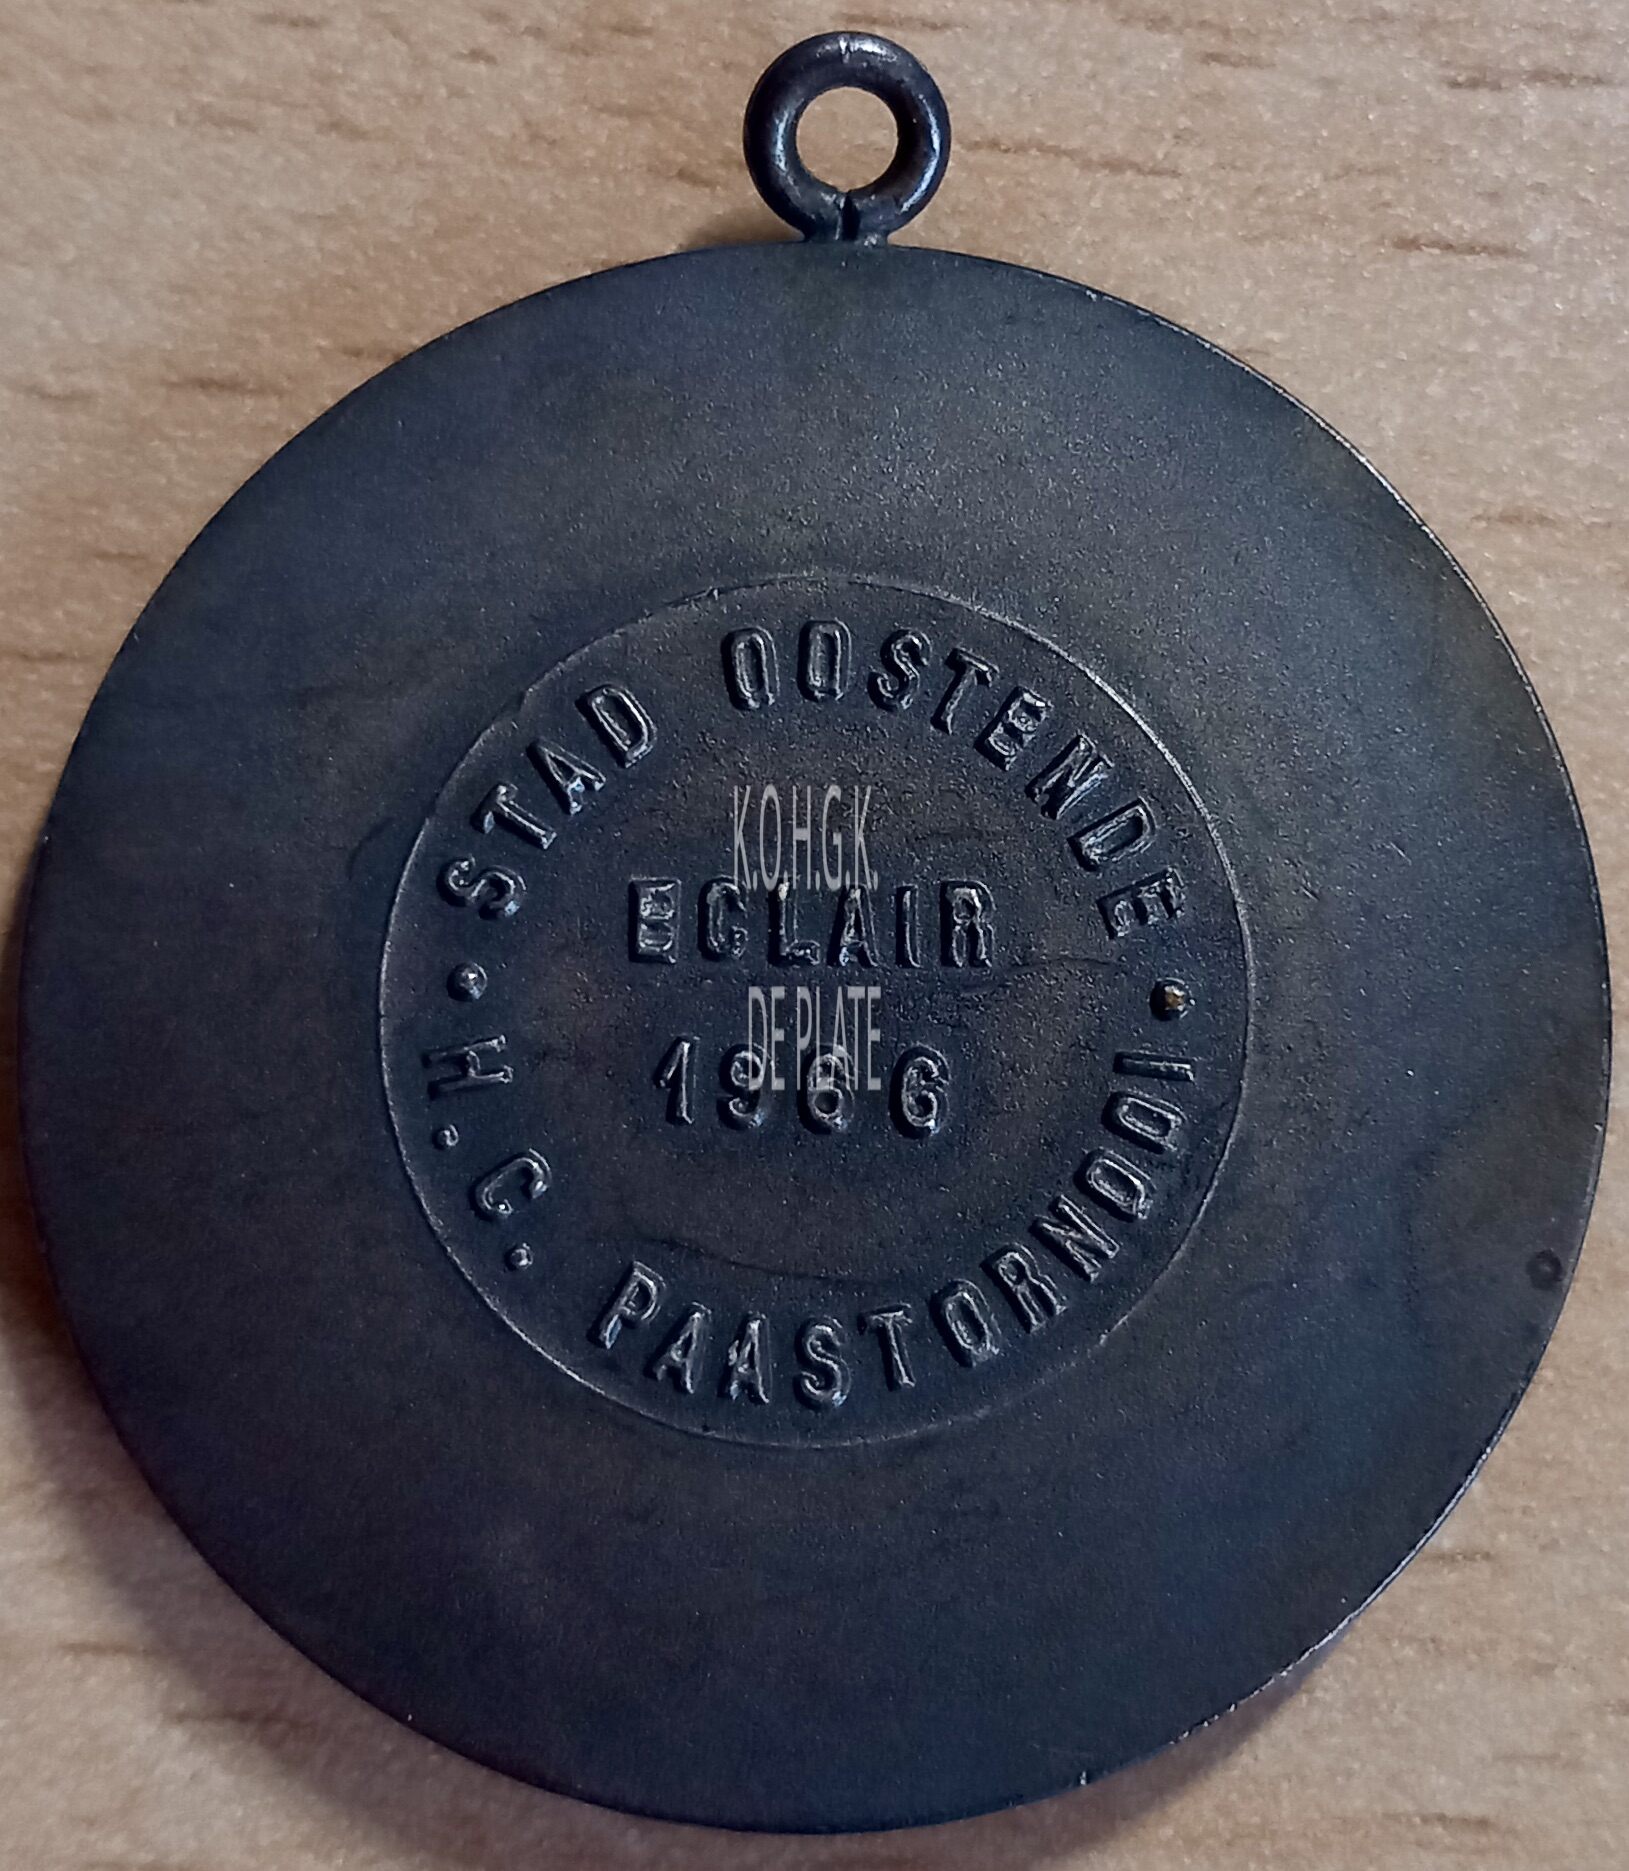 STAD OOSTENDE
K.O.H.G.K.
ECLAIR
DE PLATE
1966
H.C. PAASTORNOOI